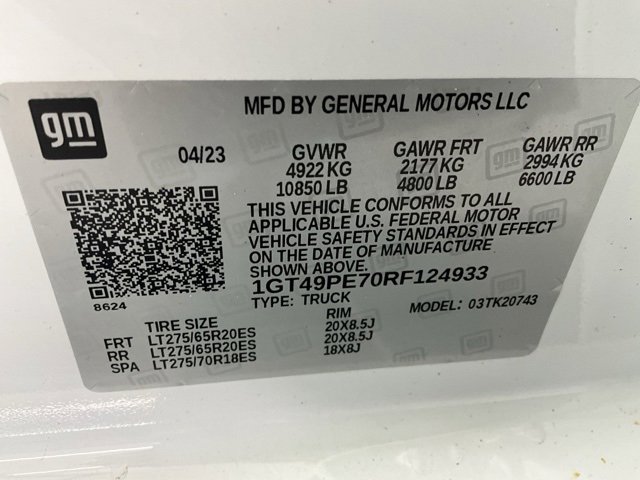 gm
MFD BY GENERAL MOTORS LLC
04/23 GVWR GAWR FRT GAWR RR
4922 KG 2177 KG 2994 KG
10850 LB 4800 LB 6600 LB
THIS VEHICLE CONFORMS TO ALL
APPLICABLE U.S. FEDERAL MOTOR
VEHICLE SAFETY STANDARDS IN EFFECT
ON THE DATE OF MANUFACTURE
SHOWN ABOVE.
8624
1GT49PE70RF124933
TYPE: TRUCK MODEL: 03TK20743
TIRE SIZE RIM
FRT LT275/65R20ES 20X8.5J
RR LT275/65R20ES 20X8.5J
SPA LT275/70R18ES 18X8J